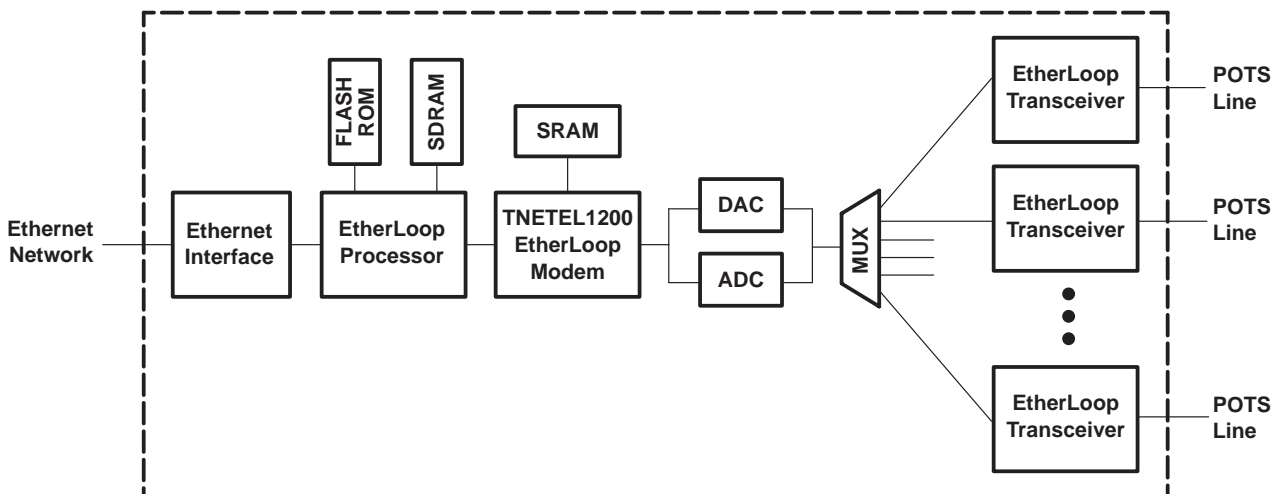 FLASH
ROM
SDRAM
SRAM
Ethernet
Network
Ethernet
Interface
EtherLoop
Processor
TNETEL1200
EtherLoop
Modem
DAC
ADC
MUX
EtherLoop
Transceiver
POTS
Line
EtherLoop
Transceiver
POTS
Line
EtherLoop
Transceiver
POTS
Line